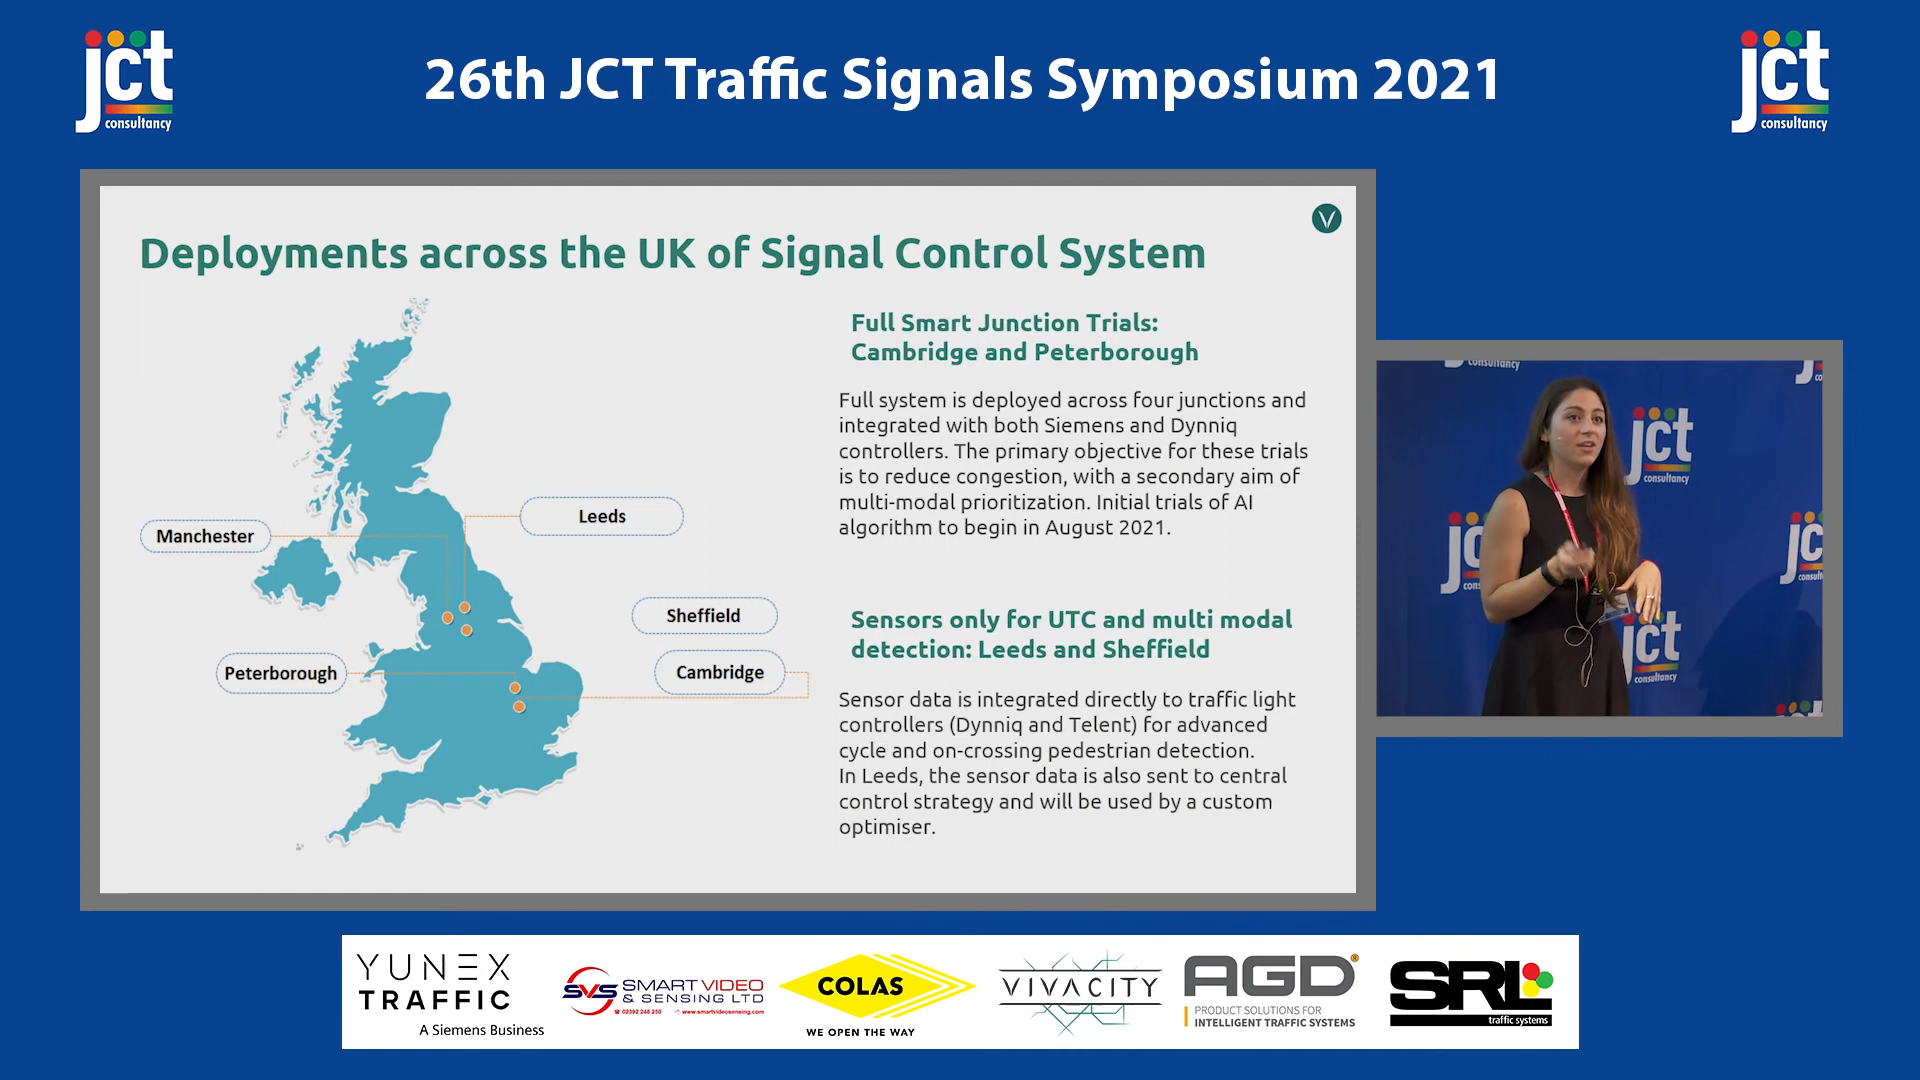 jct
consultancy
26th JCT Traffic Signals Symposium 2021
jct
consultancy
Deployments across the UK of Signal Control System
Manchester
Leeds
Sheffield
Peterborough
Cambridge
Full Smart Junction Trials:
Cambridge and Peterborough
Full system is deployed across four junctions and
integrated with both Siemens and Dynniq
controllers. The primary objective for these trials
is to reduce congestion, with a secondary aim of
multi-modal prioritization. Initial trials of AI
algorithm to begin in August 2021.
Sensors only for UTC and multi modal
detection: Leeds and Sheffield
Sensor data is integrated directly to traffic light
controllers (Dynniq and Telent) for advanced
cycle and on-crossing pedestrian detection.
In Leeds, the sensor data is also sent to central
control strategy and will be used by a custom
optimiser.
consultancy
jct
consultancy
jct
consultancy
YUNEX
TRAFFIC
A Siemens Business
SVS SMART VIDEO
& SENSING LTD
02392 248 250 www.smartvideosensing.com
COLAS
WE OPEN THE WAY
VIVACITY
AGD
PRODUCT SOLUTIONS FOR
INTELLIGENT TRAFFIC SYSTEMS
SRL
traffic systems